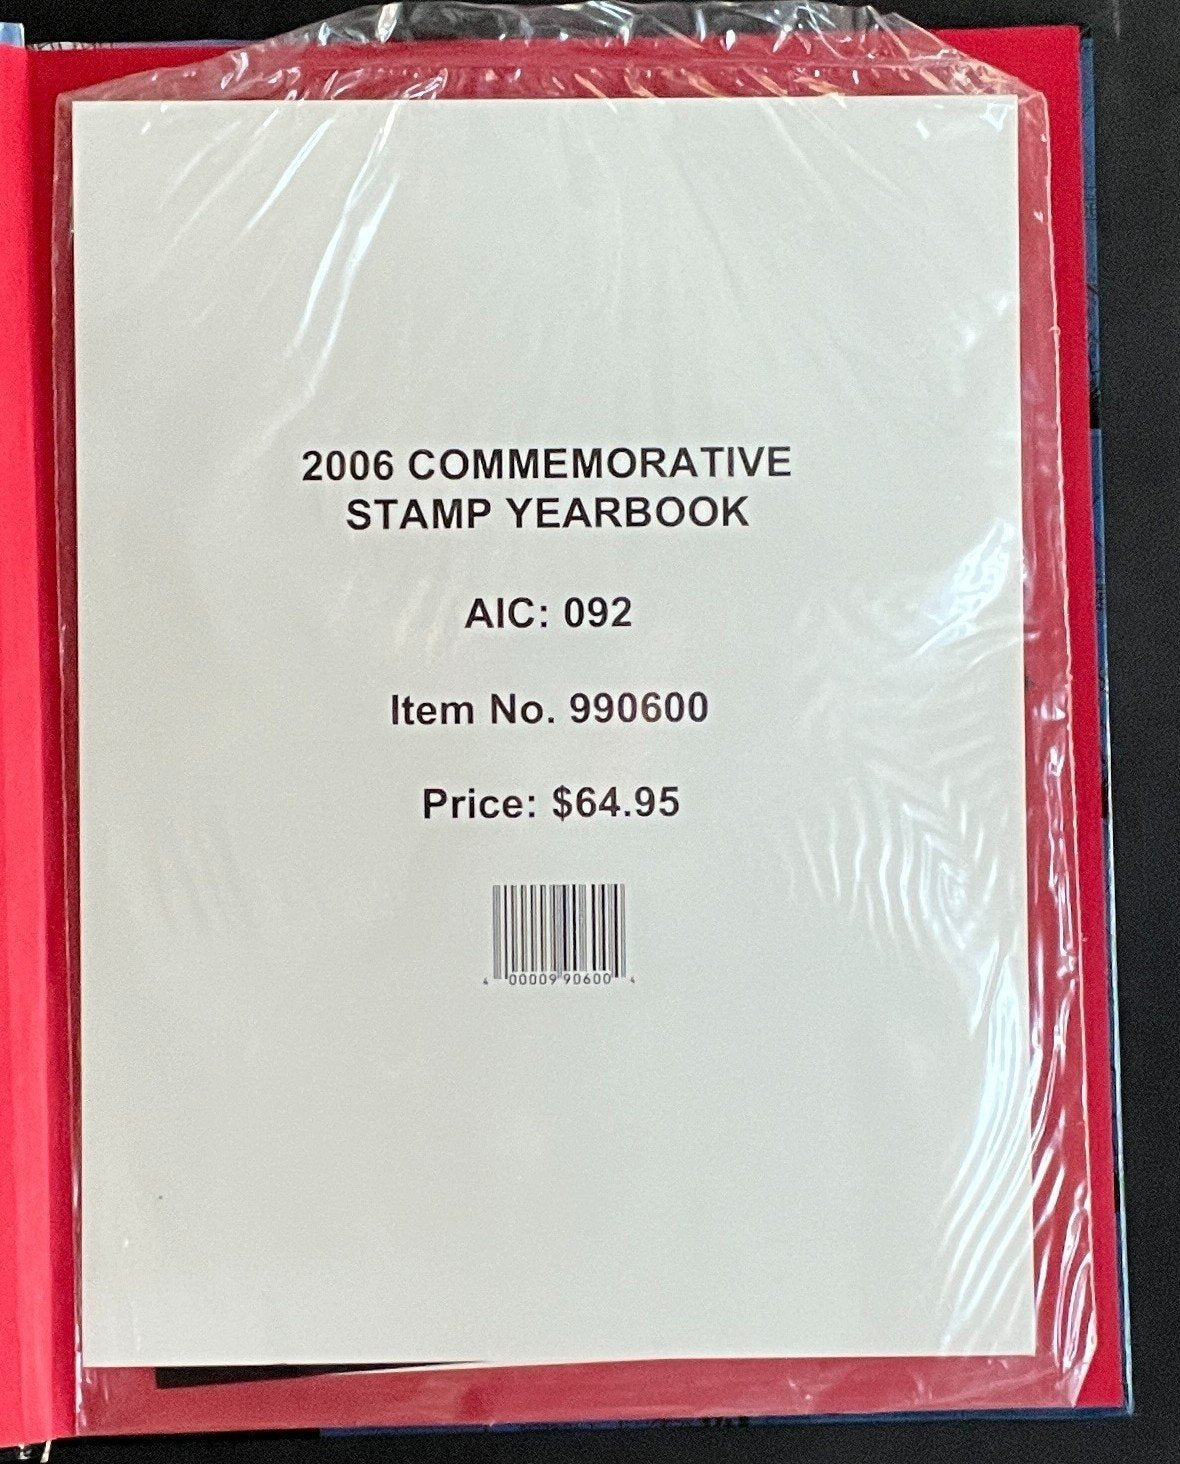 2006 COMMEMORATIVE
STAMP YEARBOOK
AIC: 092
Item No. 990600
Price: $64.95
4 00009 90600 4